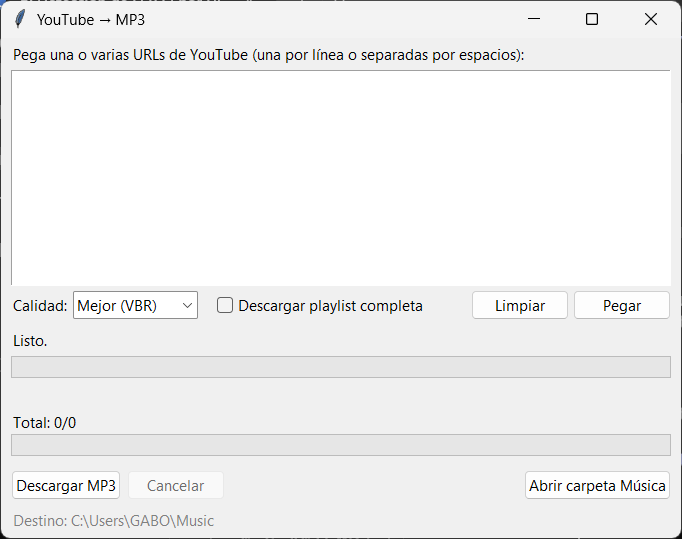 YouTube → MP3
Pega una o varias URLs de YouTube (una por línea o separadas por espacios):
Calidad: Mejor (VBR) Descargar playlist completa Limpiar Pegar
Listo.
Total: 0/0
Descargar MP3 Cancelar Abrir carpeta Música
Destino: C:\Users\GABO\Music